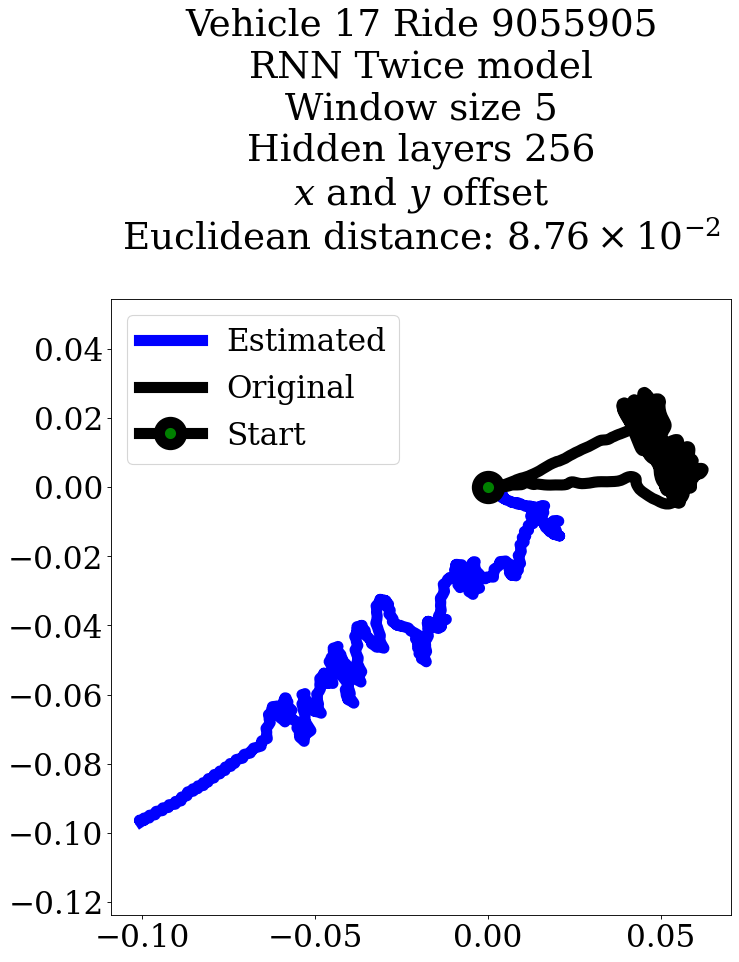 Vehicle 17 Ride 9055905
RNN Twice model
Window size 5
Hidden layers 256
x and y offset
Euclidean distance: 8.76 × 10⁻²
Estimated
Original
Start
0.04
0.02
0.00
−0.02
−0.04
−0.06
−0.08
−0.10
−0.12
−0.10 −0.05 0.00 0.05